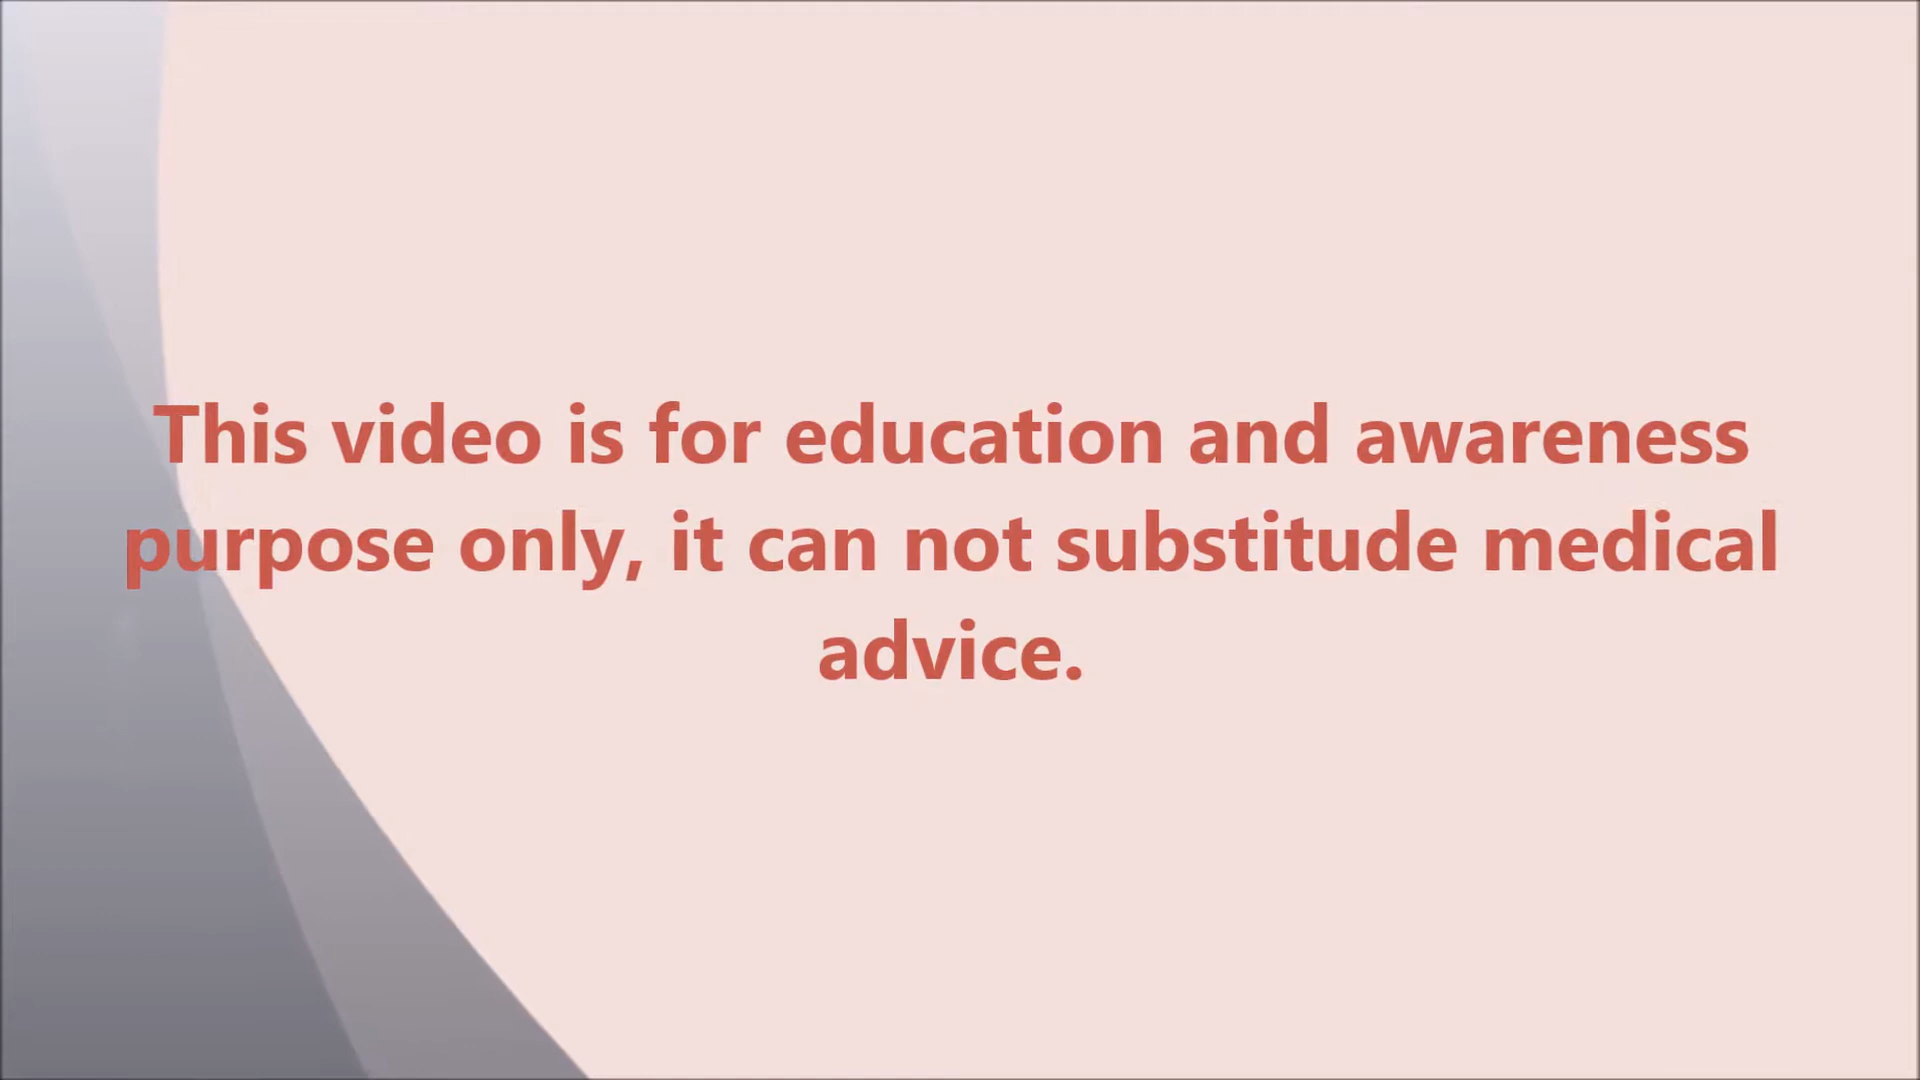 This video is for education and awareness
purpose only, it can not substitude medical
advice.